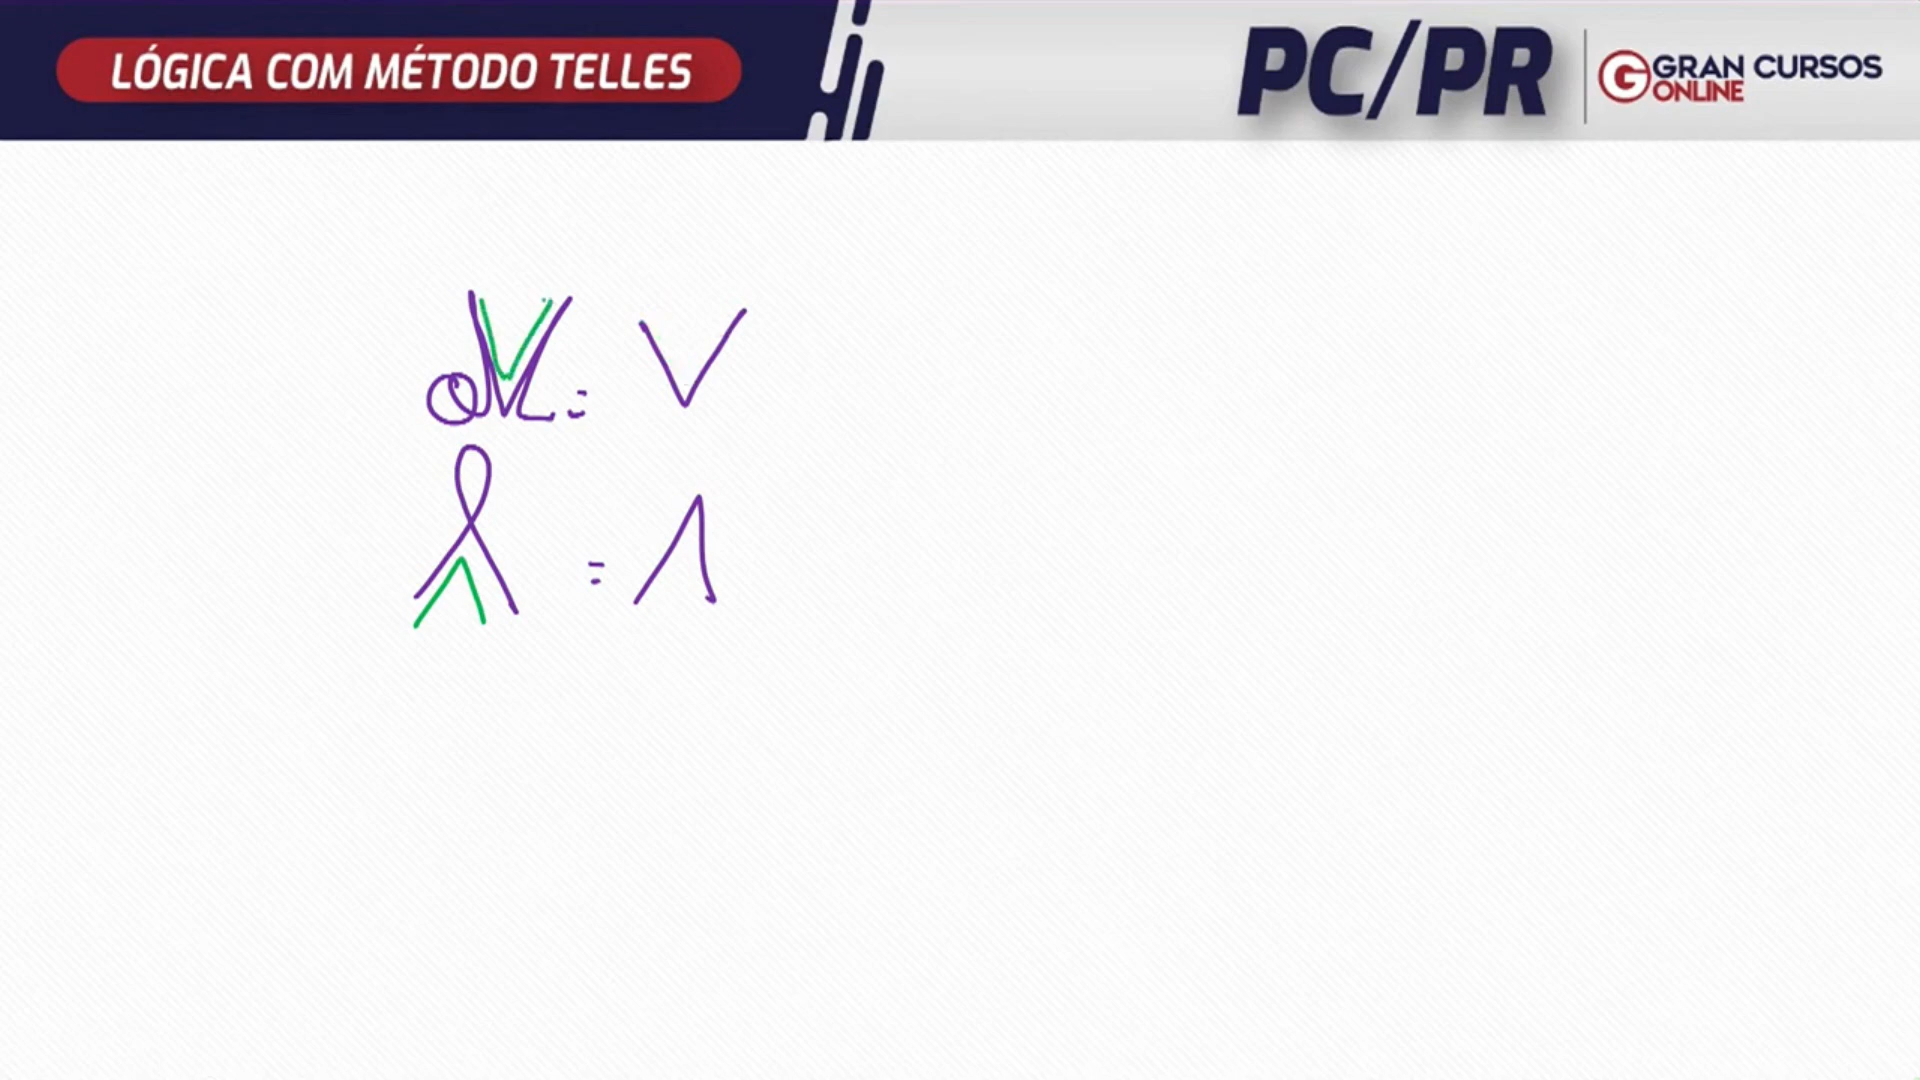 LÓGICA COM MÉTODO TELLES
PC/PR
GRAN CURSOS
ONLINE
OU = V
= Λ